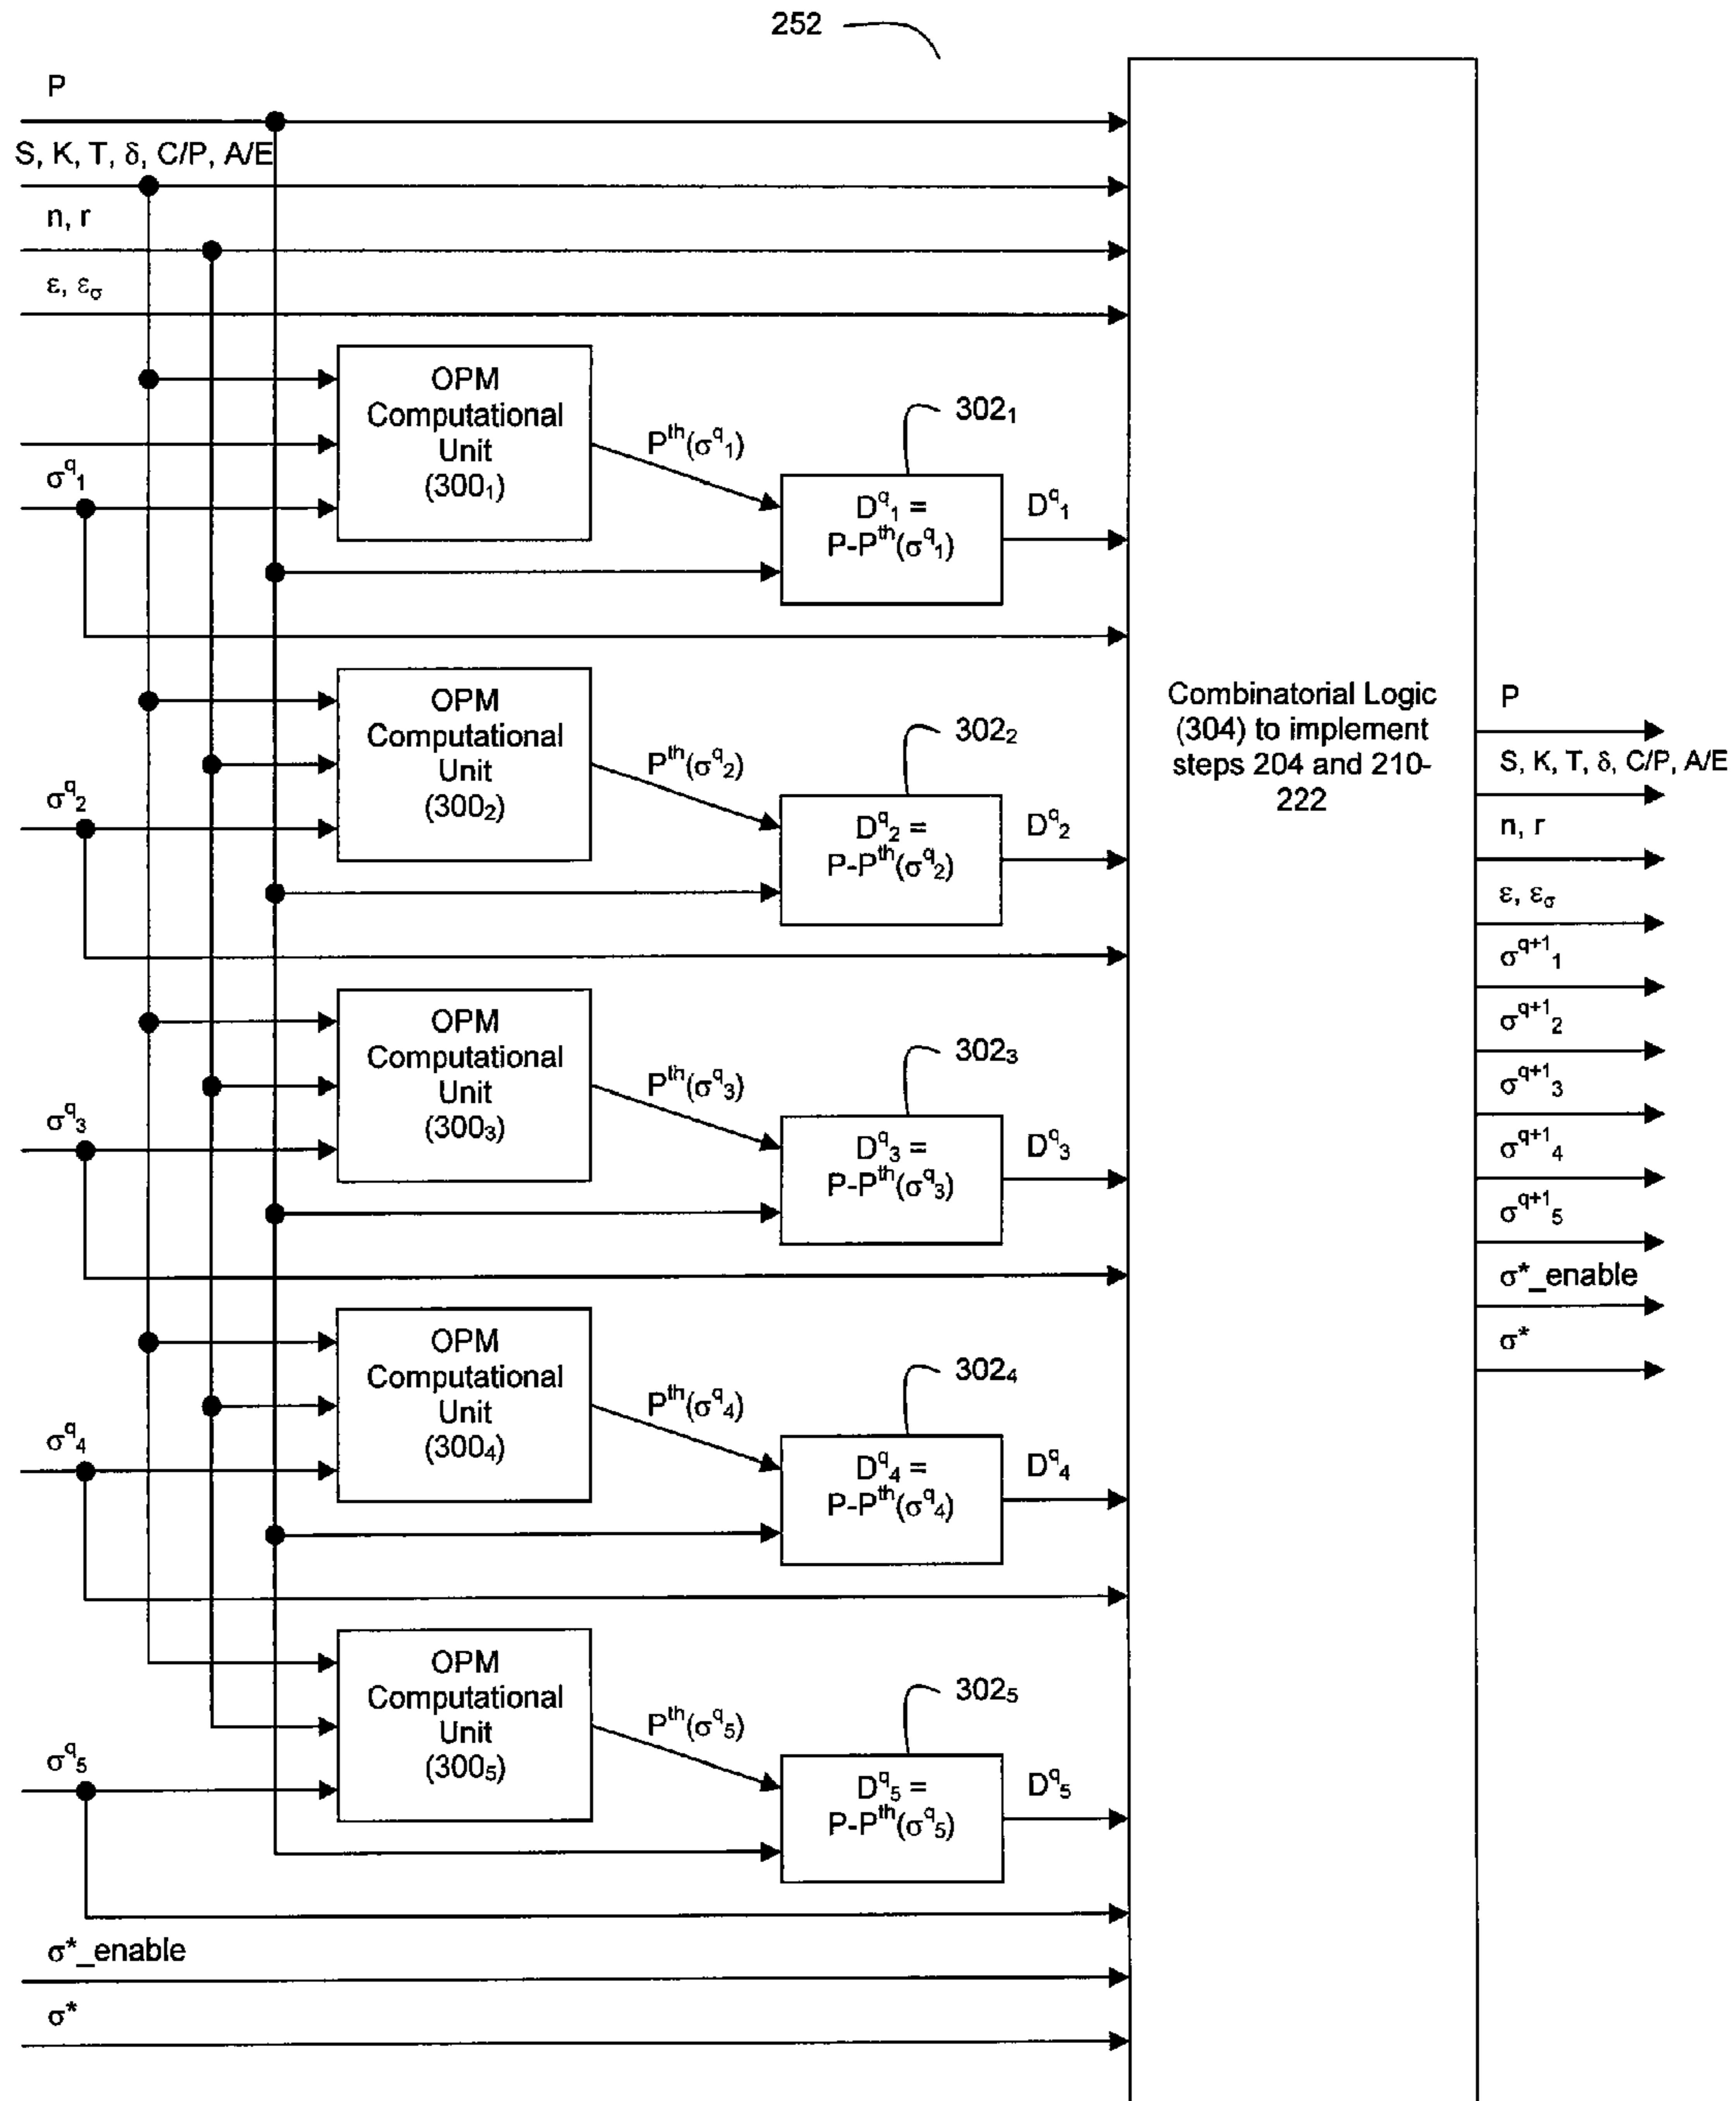 252
P
S, K, T, δ, C/P, A/E
n, r
ε, εσ
OPM
Computational
Unit
(300₁)
σq1
Pth(σq1)
302₁
Dq1 =
P-Pth(σq1)
Dq1
OPM
Computational
Unit
(300₂)
σq2
Pth(σq2)
302₂
Dq2 =
P-Pth(σq2)
Dq2
OPM
Computational
Unit
(300₃)
σq3
Pth(σq3)
302₃
Dq3 =
P-Pth(σq3)
Dq3
OPM
Computational
Unit
(300₄)
σq4
Pth(σq4)
302₄
Dq4 =
P-Pth(σq4)
Dq4
OPM
Computational
Unit
(300₅)
σq5
Pth(σq5)
302₅
Dq5 =
P-Pth(σq5)
Dq5
σ*_enable
σ*
Combinatorial Logic
(304) to implement
steps 204 and 210-
222
P
S, K, T, δ, C/P, A/E
n, r
ε, εσ
σq+11
σq+12
σq+13
σq+14
σq+15
σ*_enable
σ*